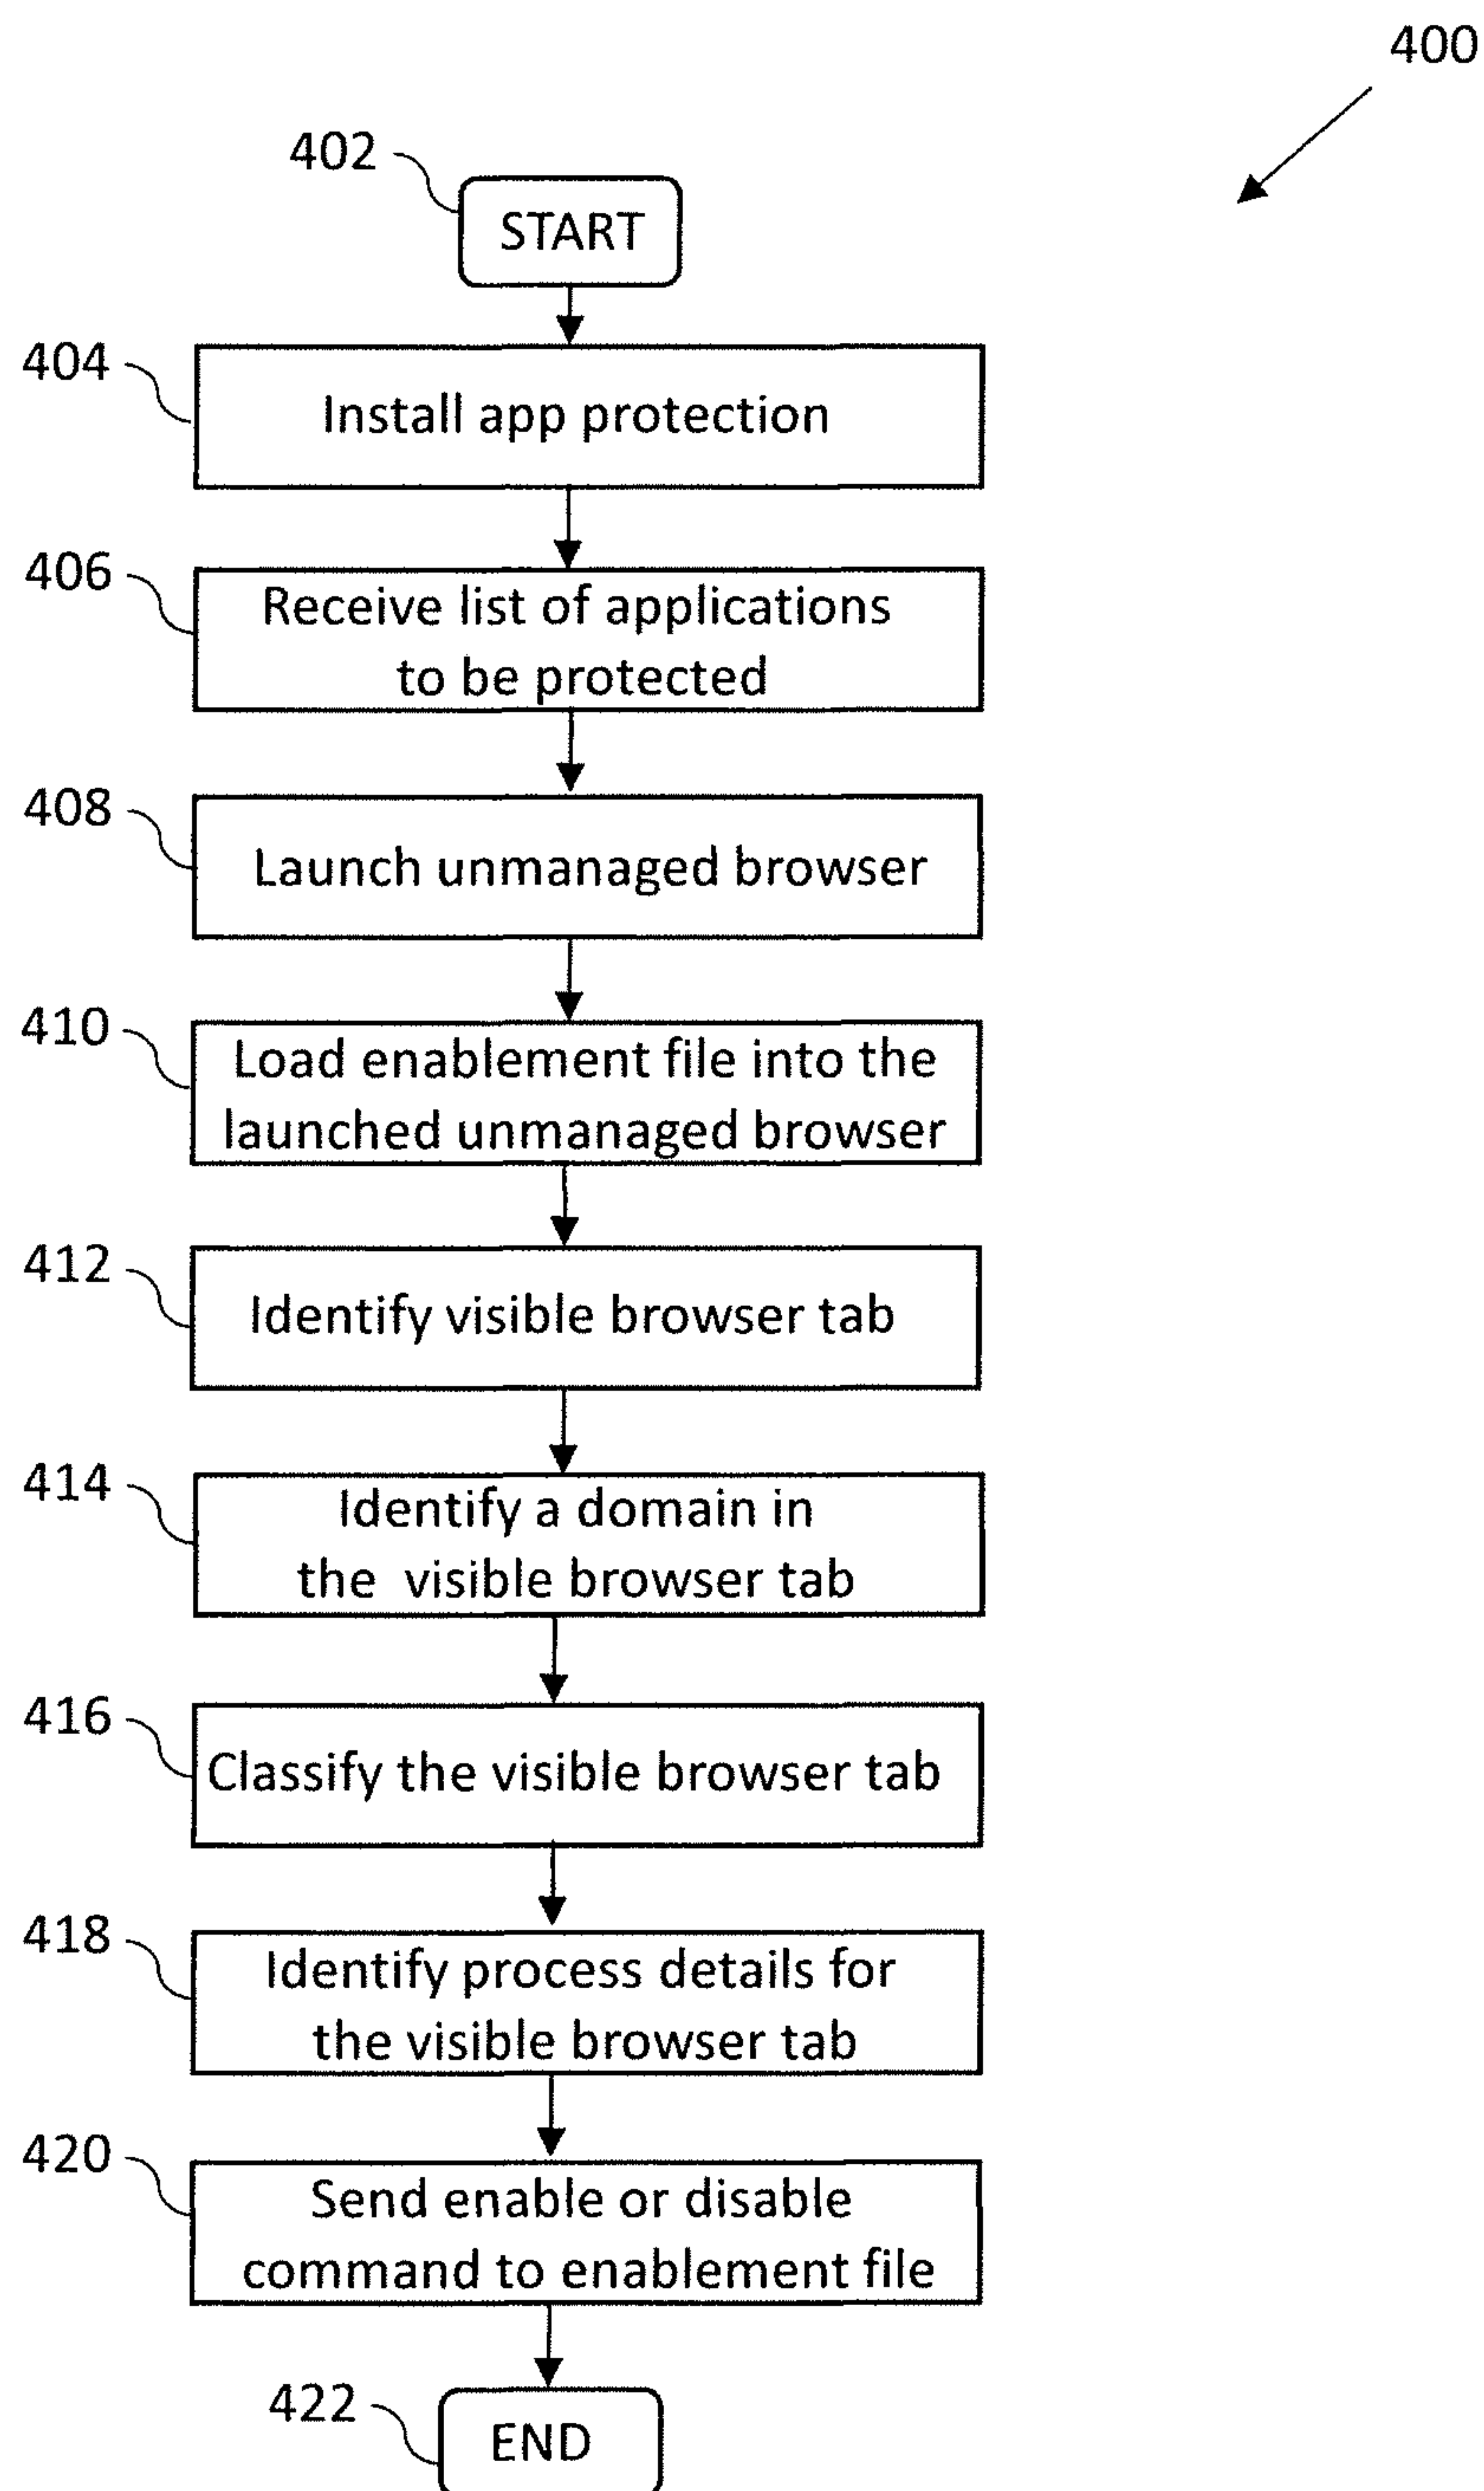 400
402
START
404
Install app protection
406
Receive list of applications
to be protected
408
Launch unmanaged browser
410
Load enablement file into the
launched unmanaged browser
412
Identify visible browser tab
414
Identify a domain in
the visible browser tab
416
Classify the visible browser tab
418
Identify process details for
the visible browser tab
420
Send enable or disable
command to enablement file
422
END